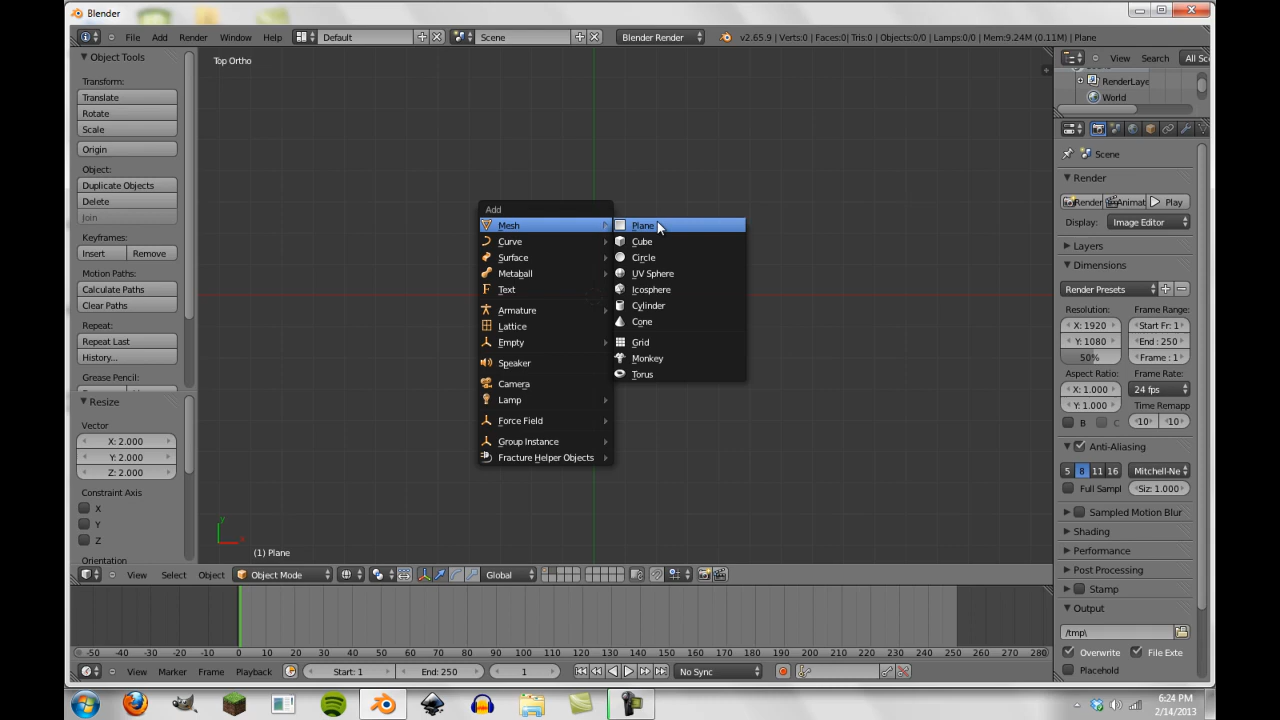 Blender
File Add Render Window Help Default Scene Blender Render v2.65.9 | Verts:0 | Faces:0| Tris:0 | Objects:0/0 | Lamps:0/0 | Mem:9.24M (0.11M) | Plane
Object Tools
Transform:
Translate
Rotate
Scale
Origin
Object:
Duplicate Objects
Delete
Join
Keyframes:
Insert Remove
Motion Paths:
Calculate Paths
Clear Paths
Repeat:
Repeat Last
History...
Grease Pencil:
Resize
Vector
X: 2.000
Y: 2.000
Z: 2.000
Constraint Axis
X
Y
Z
Orientation
Top Ortho
Add
Mesh
Curve
Surface
Metaball
Text
Armature
Lattice
Empty
Speaker
Camera
Lamp
Force Field
Group Instance
Fracture Helper Objects
Plane
Cube
Circle
UV Sphere
Icosphere
Cylinder
Cone
Grid
Monkey
Torus
y
x
(1) Plane
View Select Object Object Mode Global
-50 -40 -30 -20 -10 0 10 20 30 40 50 60 70 80 90 100 110 120 130 140 150 160 170 180 190 200 210 220 230 240 250 260 270 280
View Marker Frame Playback Start: 1 End: 250 1 No Sync
View Search All Sc
RenderLaye
World
Scene
Render
Render Animat Play
Display: Image Editor
Layers
Dimensions
Render Presets
Resolution: Frame Range:
X: 1920 Start Fr: 1
Y: 1080 End : 250
50% Frame : 1
Aspect Ratio: Frame Rate:
X: 1.000 24 fps
Y: 1.000 Time Remapp
B C 10 10
Anti-Aliasing
5 8 11 16 Mitchell-Ne
Full Sampl Siz: 1.000
Sampled Motion Blur
Shading
Performance
Post Processing
Stamp
Output
/tmp\
Overwrite File Exte
Placehold
6:24 PM
2/14/2013